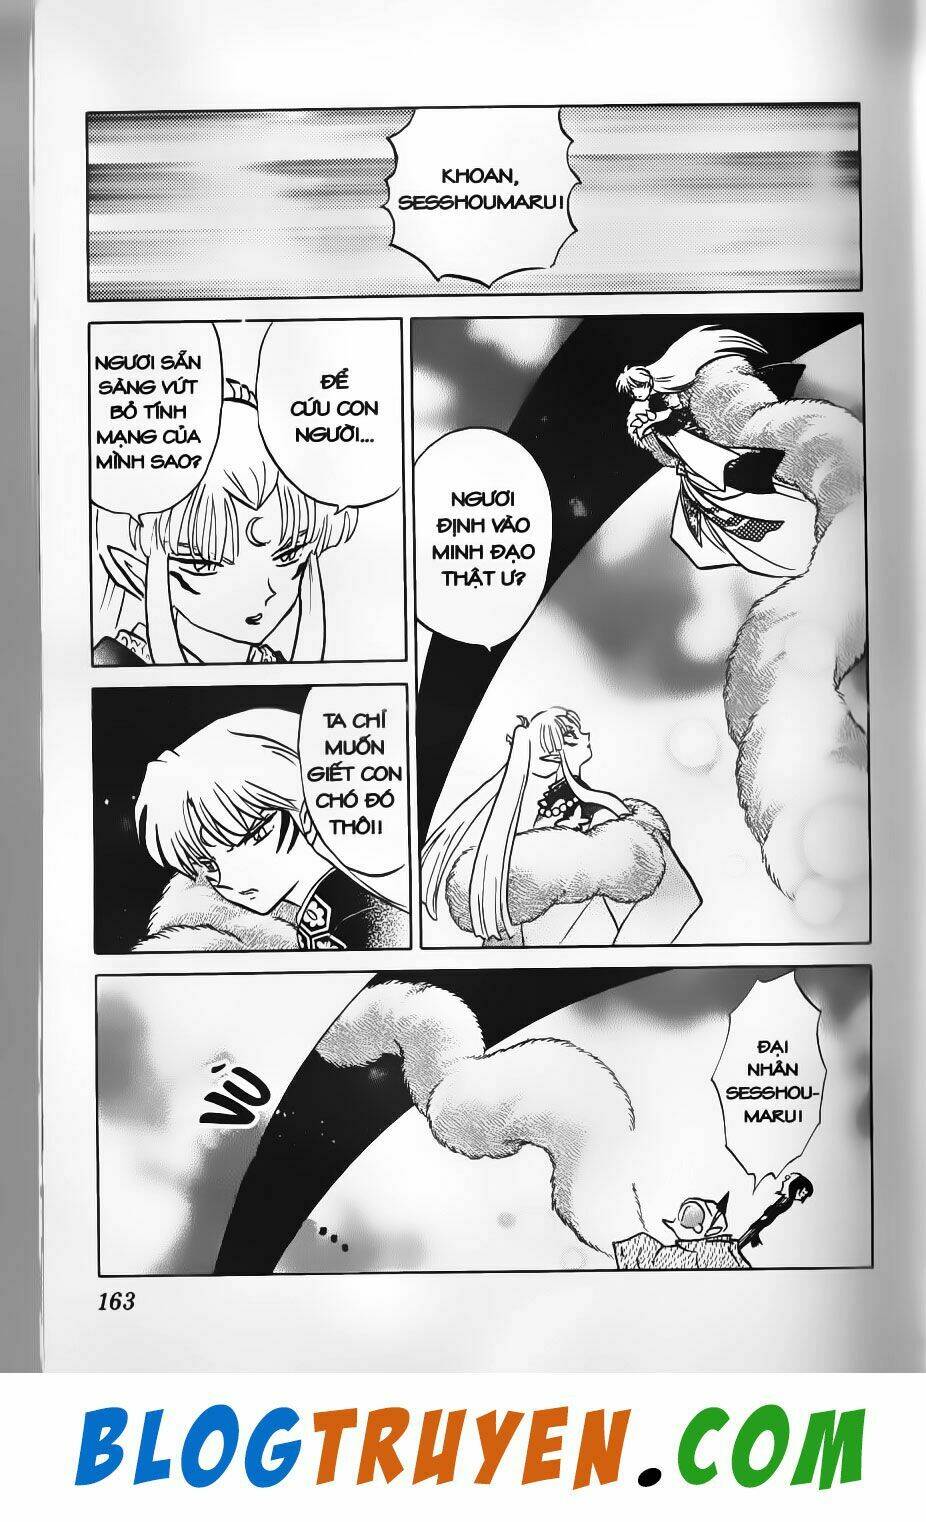 KHOAN,
SESSHOUMARU!
NGƯƠI
ĐỊNH VÀO
MINH ĐẠO
THẬT Ư?
ĐỂ
CỨU CON
NGƯỜI...
NGƯƠI SẴN
SÀNG VỨT
BỎ TÍNH
MẠNG CỦA
MÌNH SAO?
TA CHỈ
MUỐN
GIẾT CON
CHÓ ĐÓ
THÔI!
ĐẠI
NHÂN
SESSHOU-
MARU!
VÙ
163
BLOGTRUYEN.COM